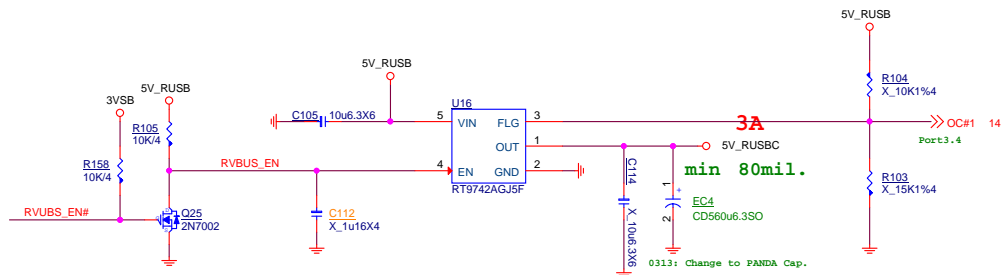 5V_RUSB
R104
X_10K1%4
5V_RUSB
5V_RUSB
3VSB
U16
C105
10u6.3X6
5
VIN
FLG
3
3A
OC#1
14
R105
10K/4
Port3.4
OUT
1
5V_RUSBC
R158
10K/4
RVBUS_EN
4
EN
GND
2
min 80mil.
RT9742AGJ5F
C114
X_10u6.3X6
1
+
R103
X_15K1%4
EC4
CD560u6.3SO
2
RVUBS_EN#
Q25
2N7002
C112
X_1u16X4
0313: Change to PANDA Cap.